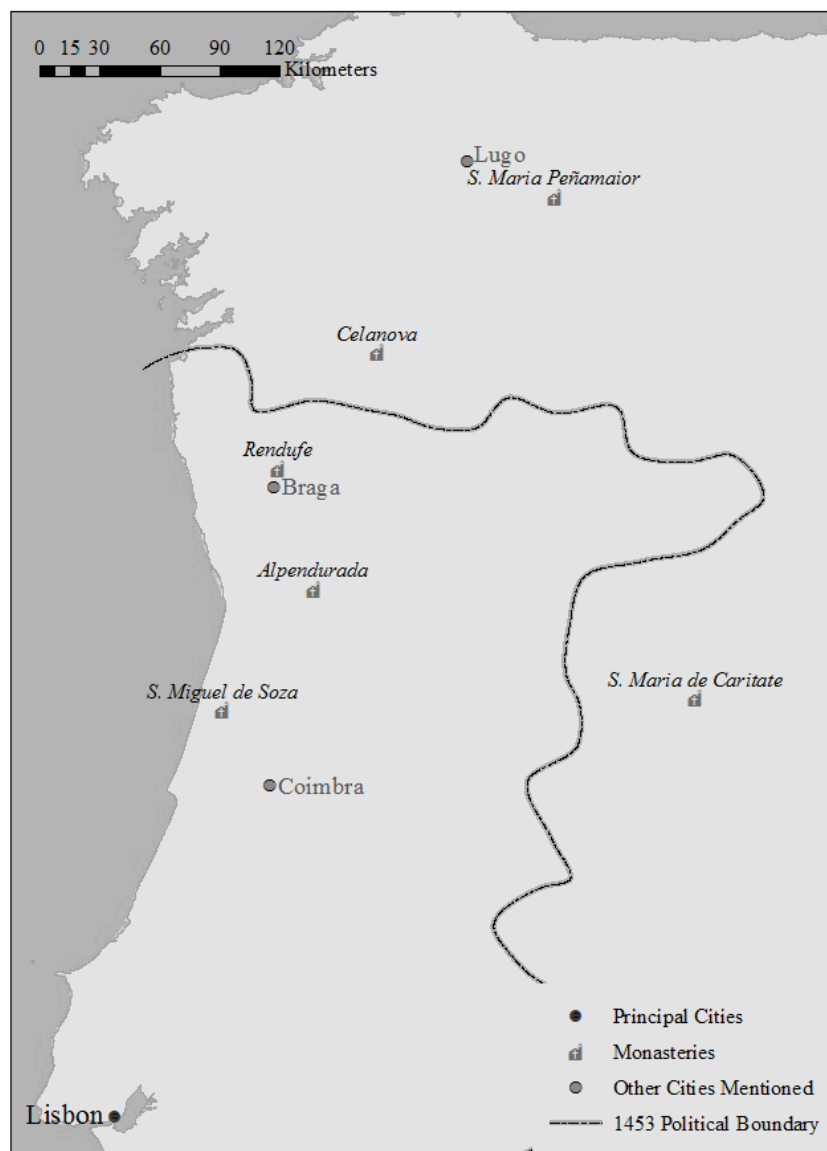 0 15 30 60 90 120
Kilometers
Lugo
S. Maria Peñamaior
Celanova
Rendufe
Braga
Alpendurada
S. Maria de Caritate
S. Miguel de Soza
Coimbra
Principal Cities
Monasteries
Other Cities Mentioned
Lisbon
1453 Political Boundary